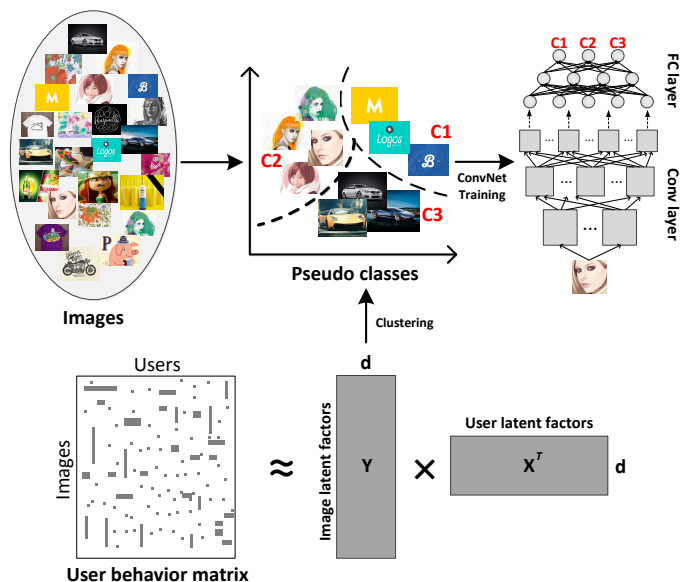 C1 C2 C3
FC layer
Conv layer
M
B
Logos
P
M
Logos
B
C1
C2
C3
ConvNet
Training
Pseudo classes
Images
Clustering
Users
Images
User behavior matrix
≈
d
Image latent factors
Y
×
User latent factors
X^T
d